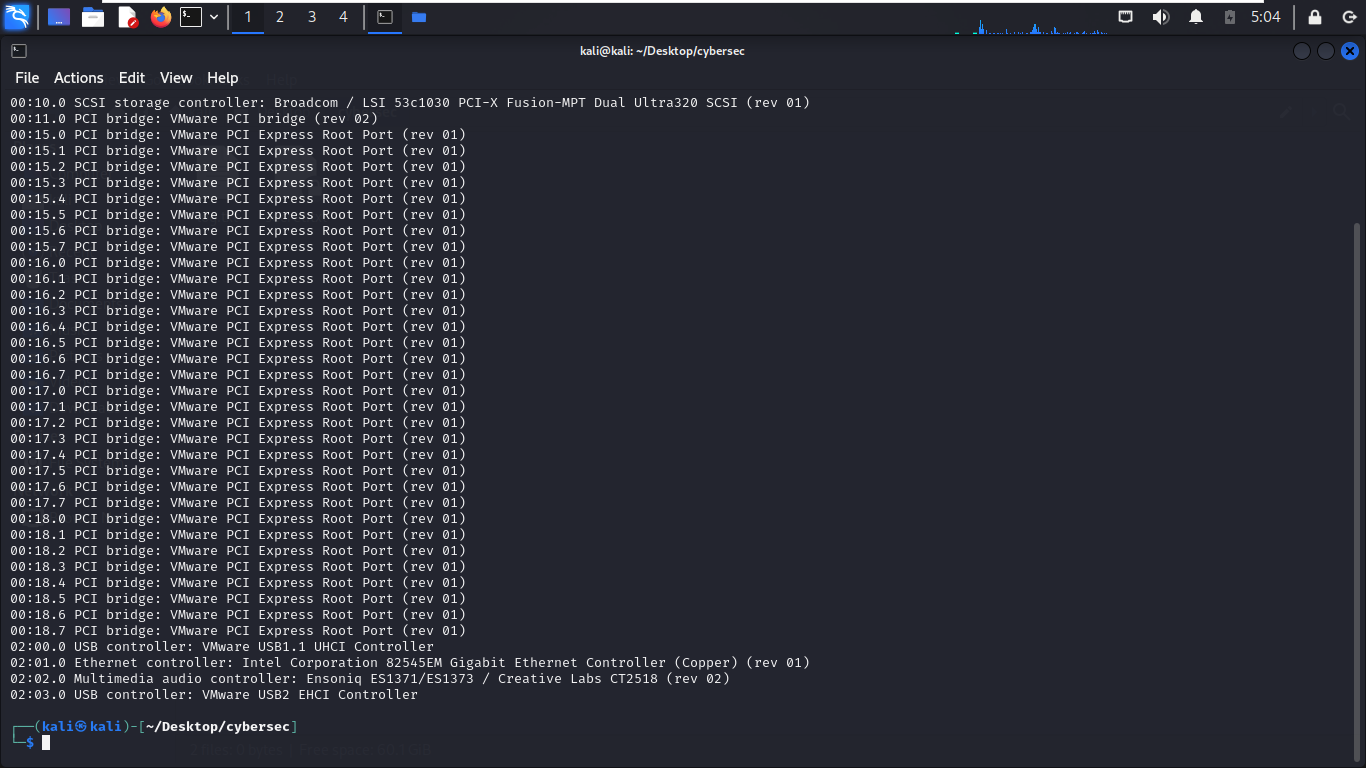 1 2 3 4 5:04
kali@kali: ~/Desktop/cybersec
File Actions Edit View Help
00:10.0 SCSI storage controller: Broadcom / LSI 53c1030 PCI-X Fusion-MPT Dual Ultra320 SCSI (rev 01)
00:11.0 PCI bridge: VMware PCI bridge (rev 02)
00:15.0 PCI bridge: VMware PCI Express Root Port (rev 01)
00:15.1 PCI bridge: VMware PCI Express Root Port (rev 01)
00:15.2 PCI bridge: VMware PCI Express Root Port (rev 01)
00:15.3 PCI bridge: VMware PCI Express Root Port (rev 01)
00:15.4 PCI bridge: VMware PCI Express Root Port (rev 01)
00:15.5 PCI bridge: VMware PCI Express Root Port (rev 01)
00:15.6 PCI bridge: VMware PCI Express Root Port (rev 01)
00:15.7 PCI bridge: VMware PCI Express Root Port (rev 01)
00:16.0 PCI bridge: VMware PCI Express Root Port (rev 01)
00:16.1 PCI bridge: VMware PCI Express Root Port (rev 01)
00:16.2 PCI bridge: VMware PCI Express Root Port (rev 01)
00:16.3 PCI bridge: VMware PCI Express Root Port (rev 01)
00:16.4 PCI bridge: VMware PCI Express Root Port (rev 01)
00:16.5 PCI bridge: VMware PCI Express Root Port (rev 01)
00:16.6 PCI bridge: VMware PCI Express Root Port (rev 01)
00:16.7 PCI bridge: VMware PCI Express Root Port (rev 01)
00:17.0 PCI bridge: VMware PCI Express Root Port (rev 01)
00:17.1 PCI bridge: VMware PCI Express Root Port (rev 01)
00:17.2 PCI bridge: VMware PCI Express Root Port (rev 01)
00:17.3 PCI bridge: VMware PCI Express Root Port (rev 01)
00:17.4 PCI bridge: VMware PCI Express Root Port (rev 01)
00:17.5 PCI bridge: VMware PCI Express Root Port (rev 01)
00:17.6 PCI bridge: VMware PCI Express Root Port (rev 01)
00:17.7 PCI bridge: VMware PCI Express Root Port (rev 01)
00:18.0 PCI bridge: VMware PCI Express Root Port (rev 01)
00:18.1 PCI bridge: VMware PCI Express Root Port (rev 01)
00:18.2 PCI bridge: VMware PCI Express Root Port (rev 01)
00:18.3 PCI bridge: VMware PCI Express Root Port (rev 01)
00:18.4 PCI bridge: VMware PCI Express Root Port (rev 01)
00:18.5 PCI bridge: VMware PCI Express Root Port (rev 01)
00:18.6 PCI bridge: VMware PCI Express Root Port (rev 01)
00:18.7 PCI bridge: VMware PCI Express Root Port (rev 01)
02:00.0 USB controller: VMware USB1.1 UHCI Controller
02:01.0 Ethernet controller: Intel Corporation 82545EM Gigabit Ethernet Controller (Copper) (rev 01)
02:02.0 Multimedia audio controller: Ensoniq ES1371/ES1373 / Creative Labs CT2518 (rev 02)
02:03.0 USB controller: VMware USB2 EHCI Controller
┌──(kali㉿kali)-[~/Desktop/cybersec]
└─$